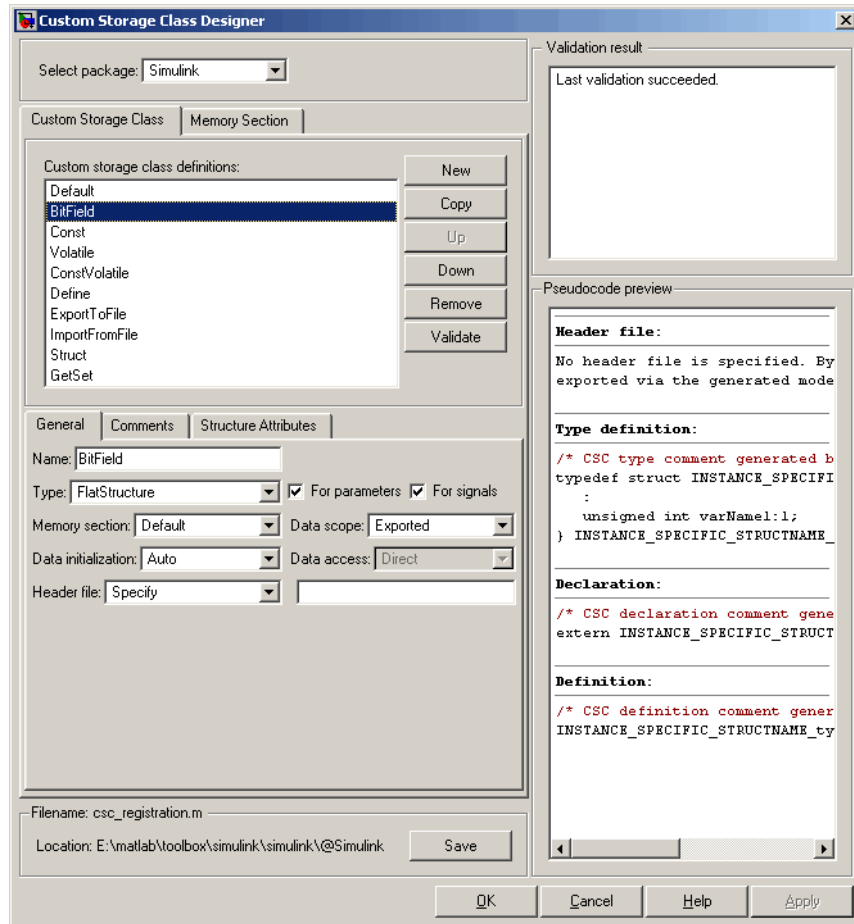 Custom Storage Class Designer
Select package: Simulink
Custom Storage Class Memory Section
Custom storage class definitions:
Default
BitField
Const
Volatile
ConstVolatile
Define
ExportToFile
ImportFromFile
Struct
GetSet
New
Copy
Up
Down
Remove
Validate
General Comments Structure Attributes
Name: BitField
Type: FlatStructure For parameters For signals
Memory section: Default Data scope: Exported
Data initialization: Auto Data access: Direct
Header file: Specify
Filename: csc_registration.m
Location: E:\matlab\toolbox\simulink\simulink\@Simulink Save
Validation result
Last validation succeeded.
Pseudocode preview
Header file:
No header file is specified. By
exported via the generated mode
Type definition:
/* CSC type comment generated b
typedef struct INSTANCE_SPECIFI
:
unsigned int varName1:1;
} INSTANCE_SPECIFIC_STRUCTNAME_
Declaration:
/* CSC declaration comment gene
extern INSTANCE_SPECIFIC_STRUCT
Definition:
/* CSC definition comment gener
INSTANCE_SPECIFIC_STRUCTNAME_ty
OK Cancel Help Apply